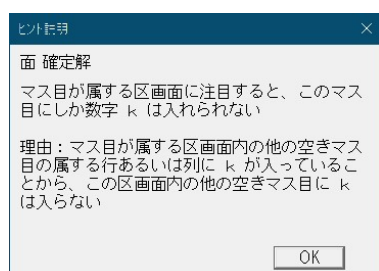 ヒント説明
面 確定解
マス目が属する区画面に注目すると、このマス
目にしか数字 k は入れられない
理由：マス目が属する区画面内の他の空きマス
目の属する行あるいは列に k が入っているこ
とから、この区画面内の他の空きマス目に k
は入らない
OK